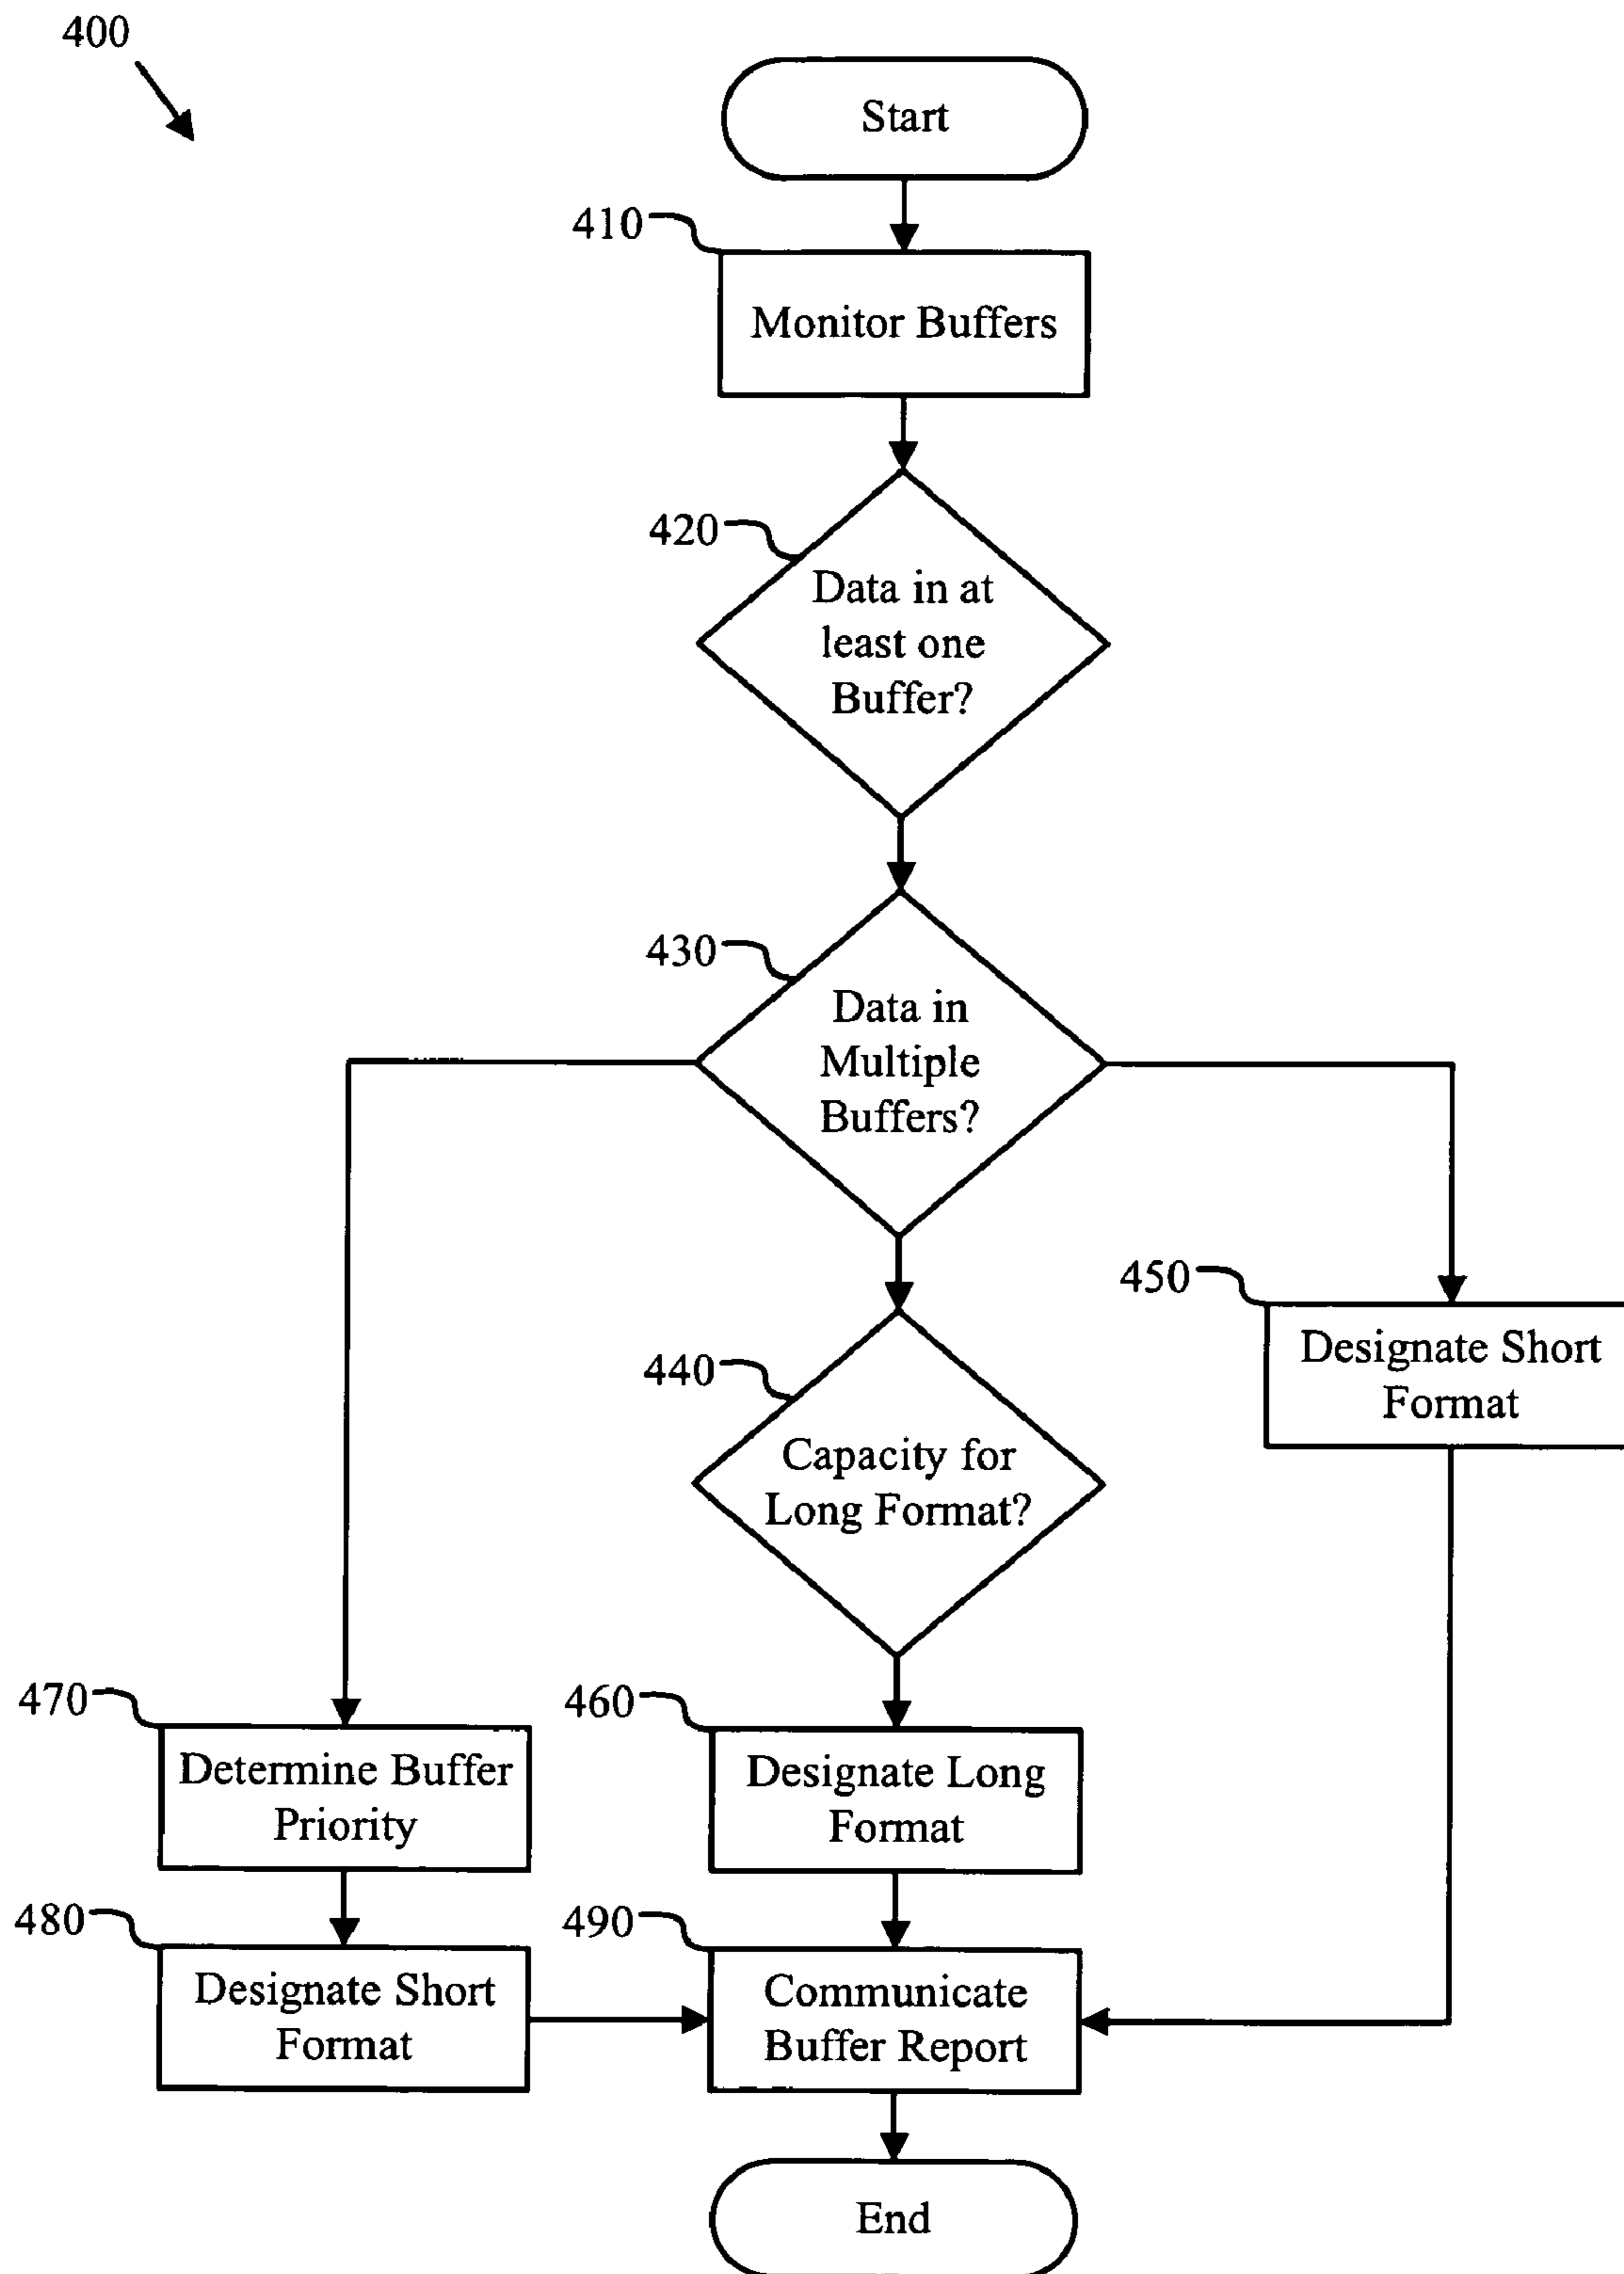 400
Start
410
Monitor Buffers
420
Data in at
least one
Buffer?
430
Data in
Multiple
Buffers?
450
Designate Short
Format
440
Capacity for
Long Format?
470
Determine Buffer
Priority
460
Designate Long
Format
480
Designate Short
Format
490
Communicate
Buffer Report
End